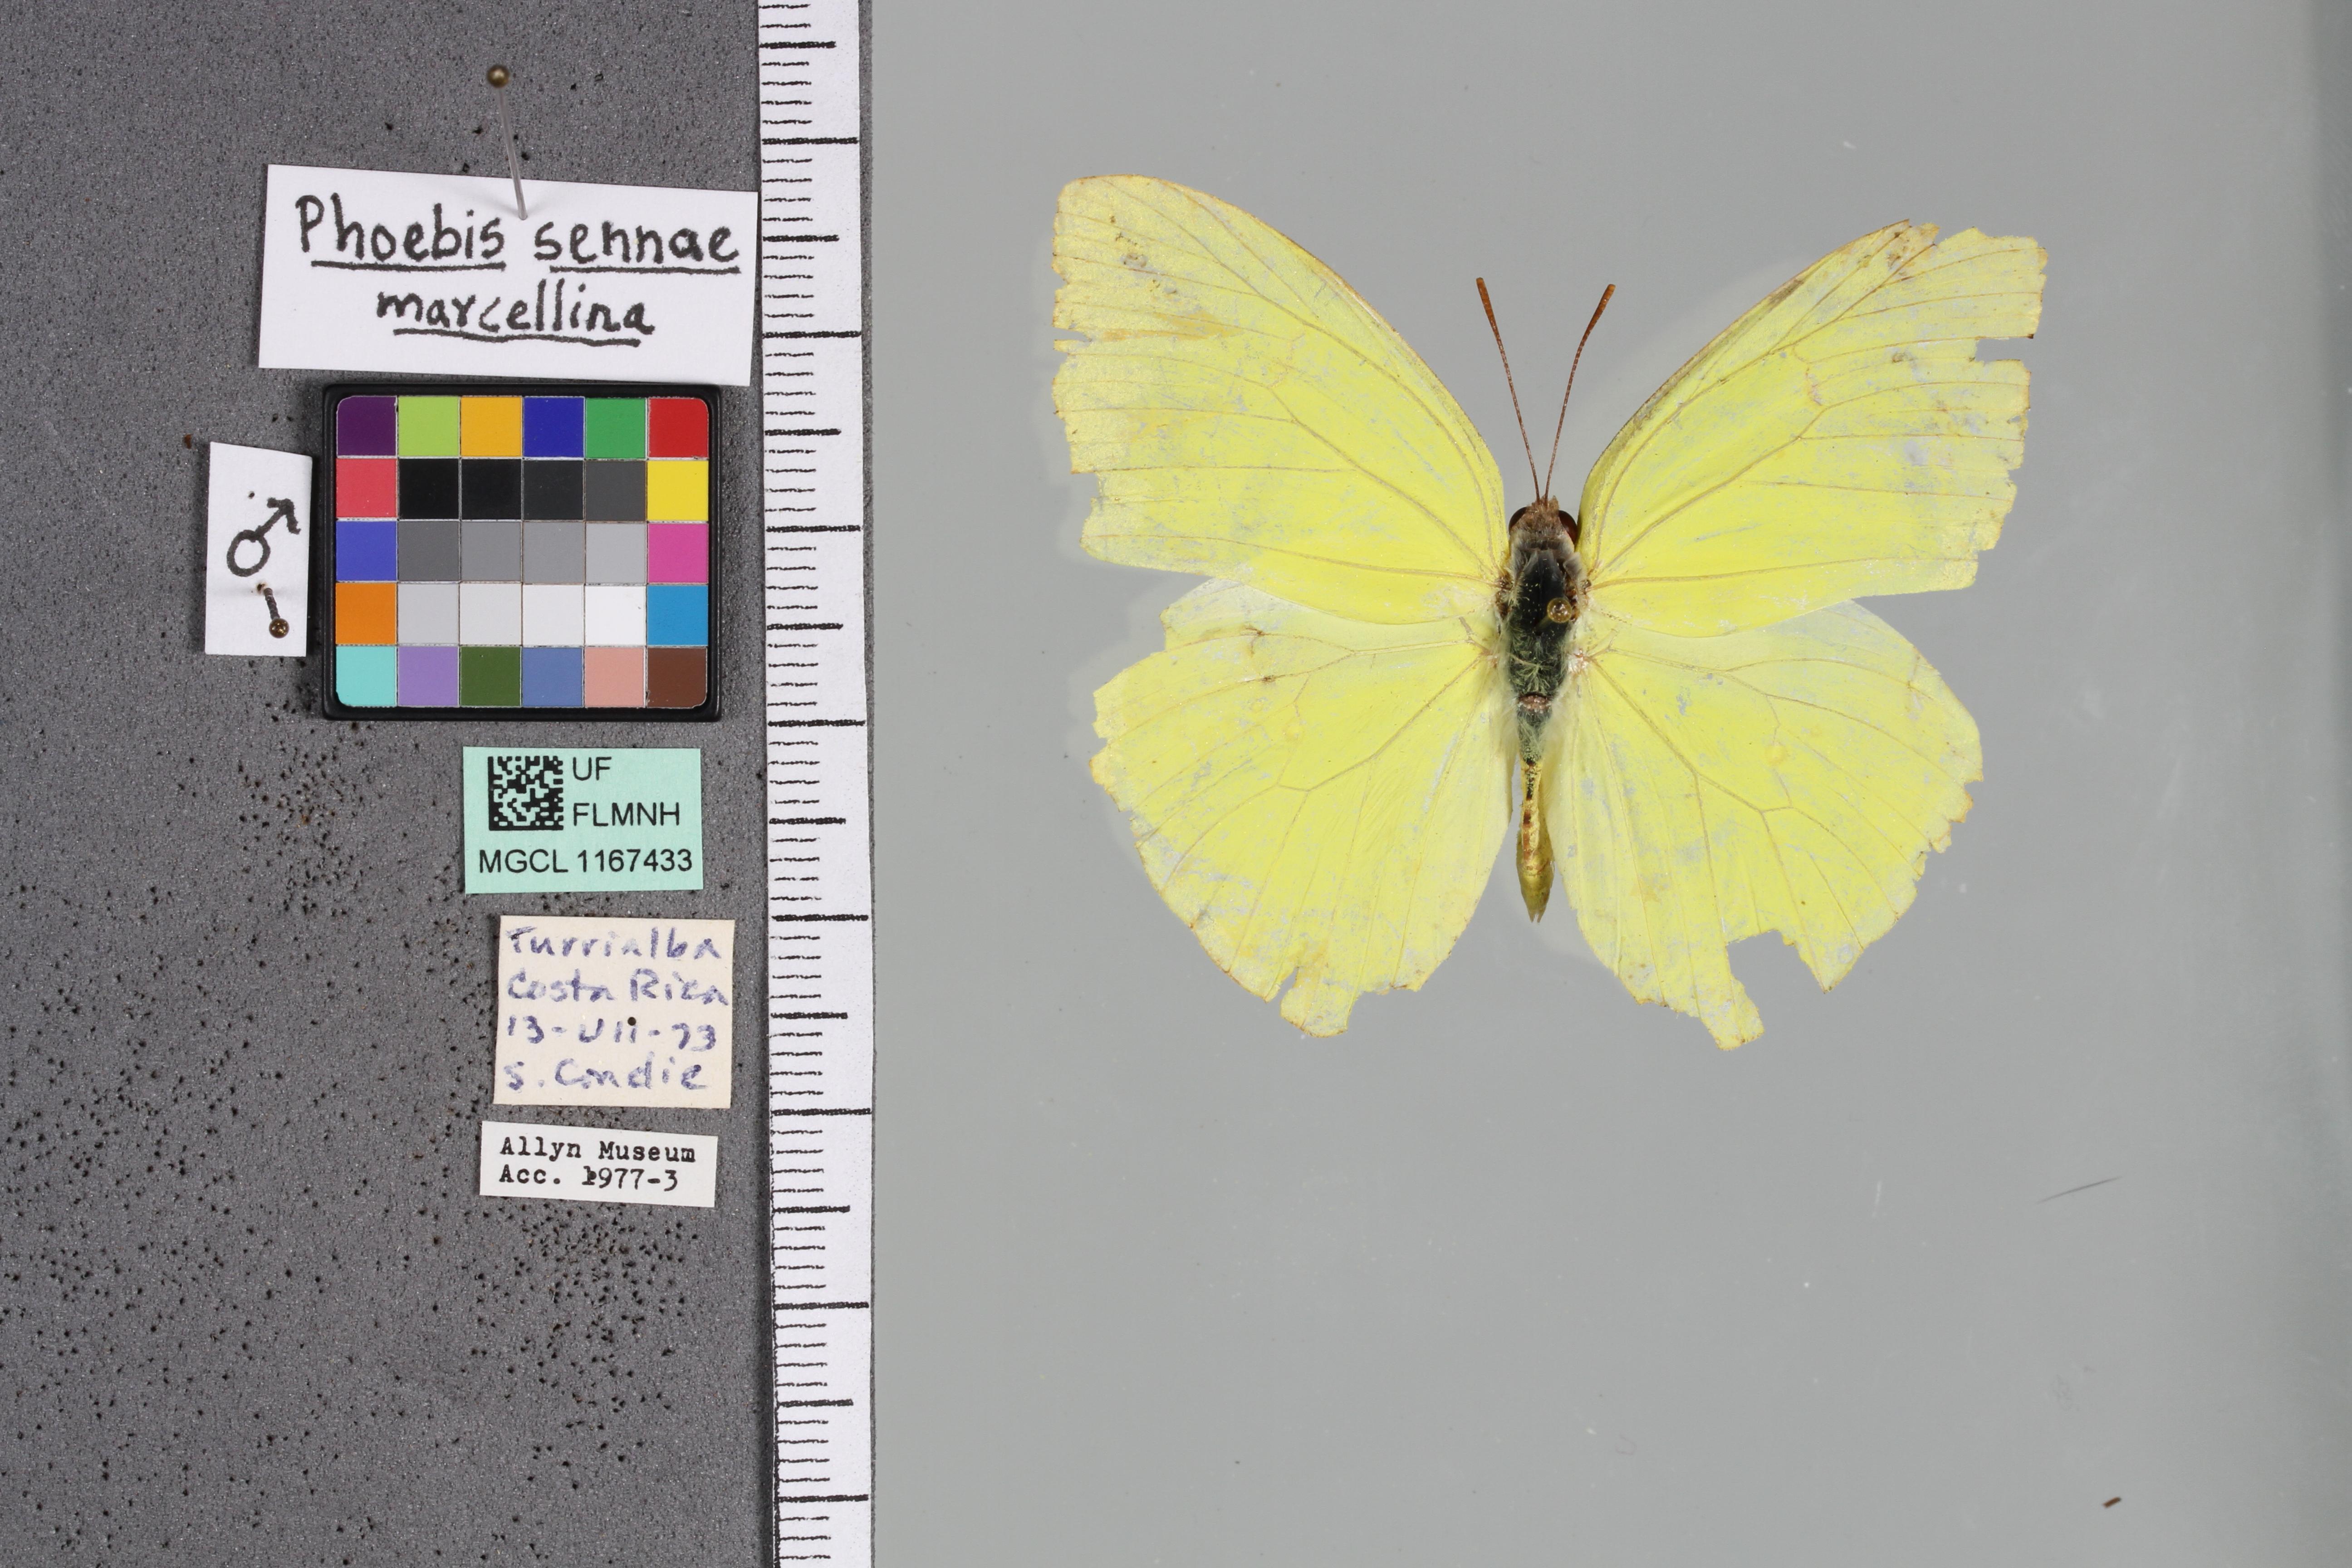 Phoebis sennae
marcellina
♂
UF
FLMNH
MGCL 1167433
Turrialba
Costa Rica
13-Vii-73
S. Condie
Allyn Museum
Acc. 1977-3